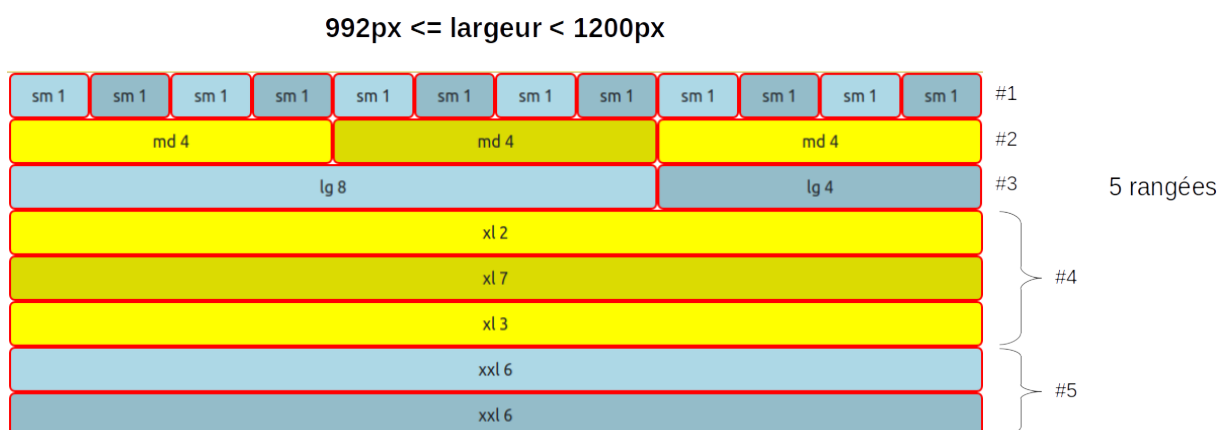 992px <= largeur < 1200px
sm 1 sm 1 sm 1 sm 1 sm 1 sm 1 sm 1 sm 1 sm 1 sm 1 sm 1 sm 1 #1
md 4 md 4 md 4 #2
lg 8 lg 4 #3 5 rangées
xl 2
xl 7 #4
xl 3
xxl 6
#5
xxl 6